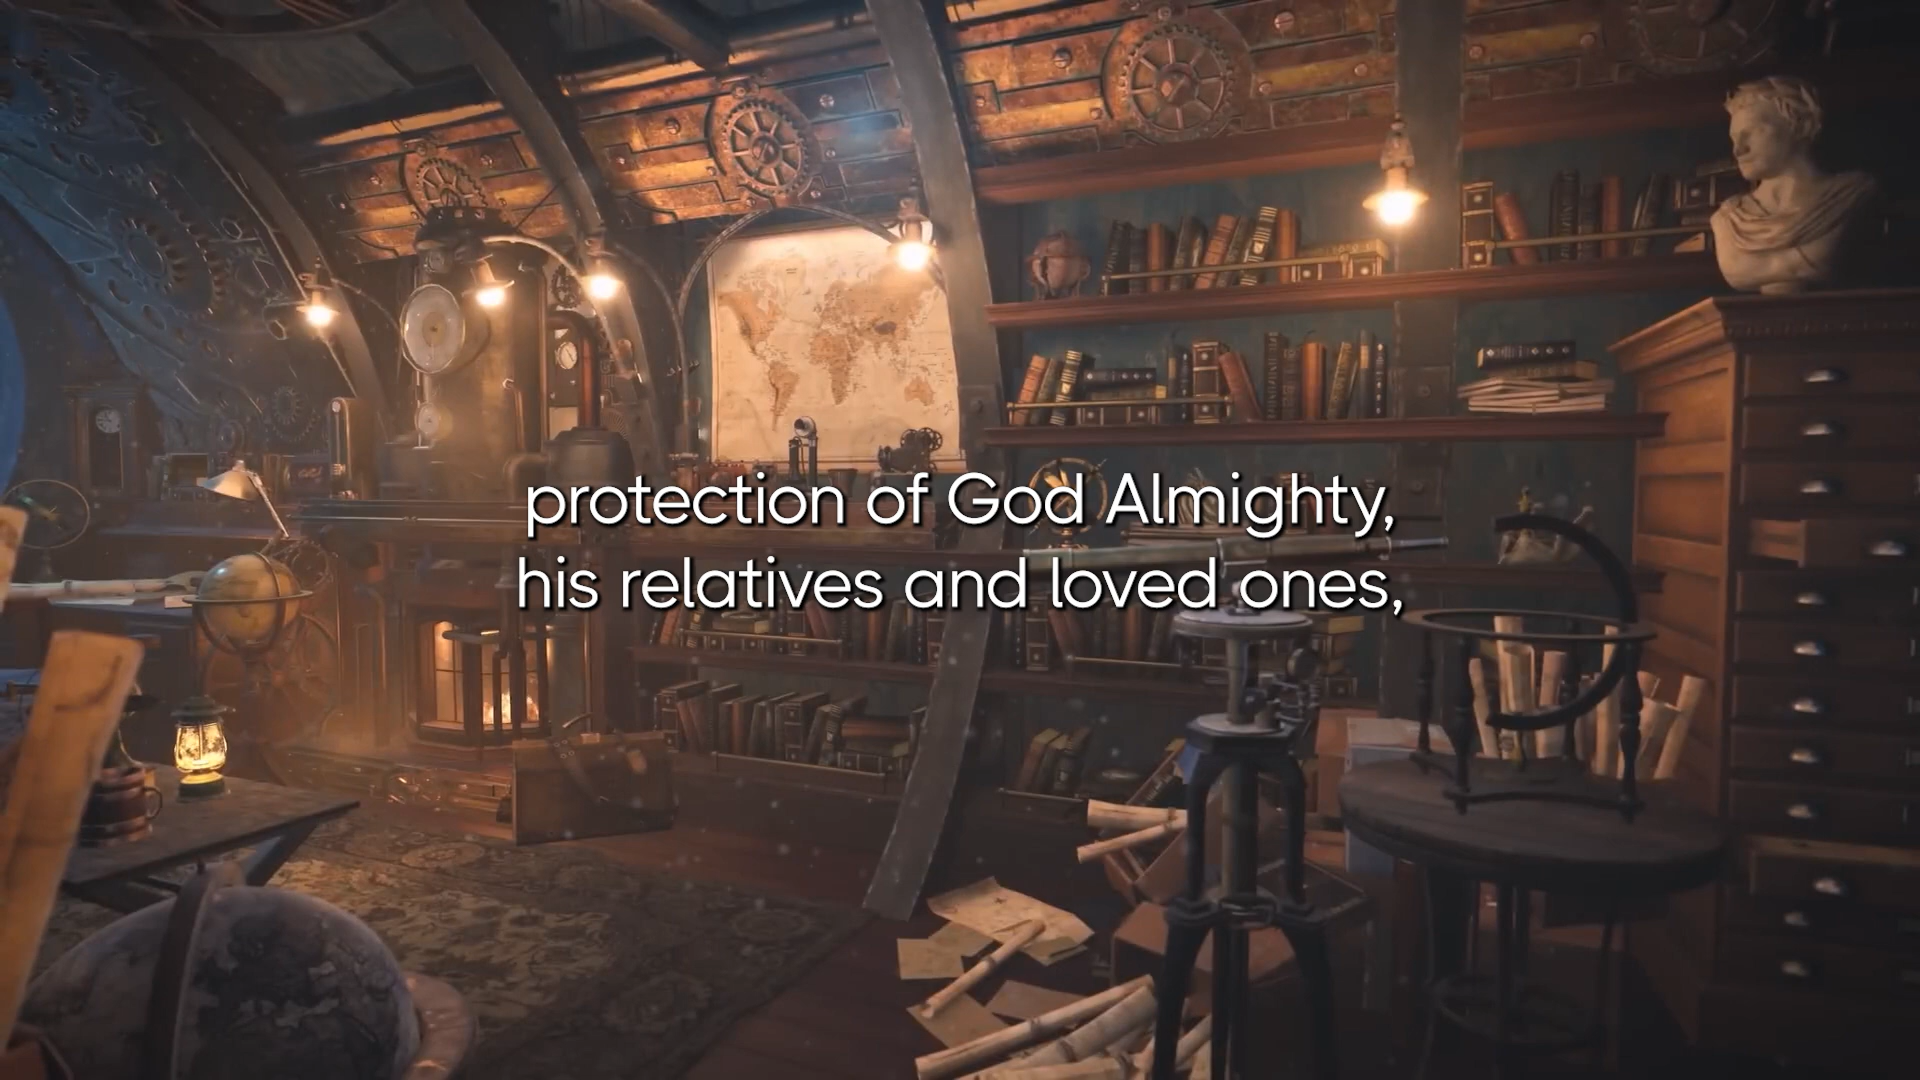 protection of God Almighty,
his relatives and loved ones,